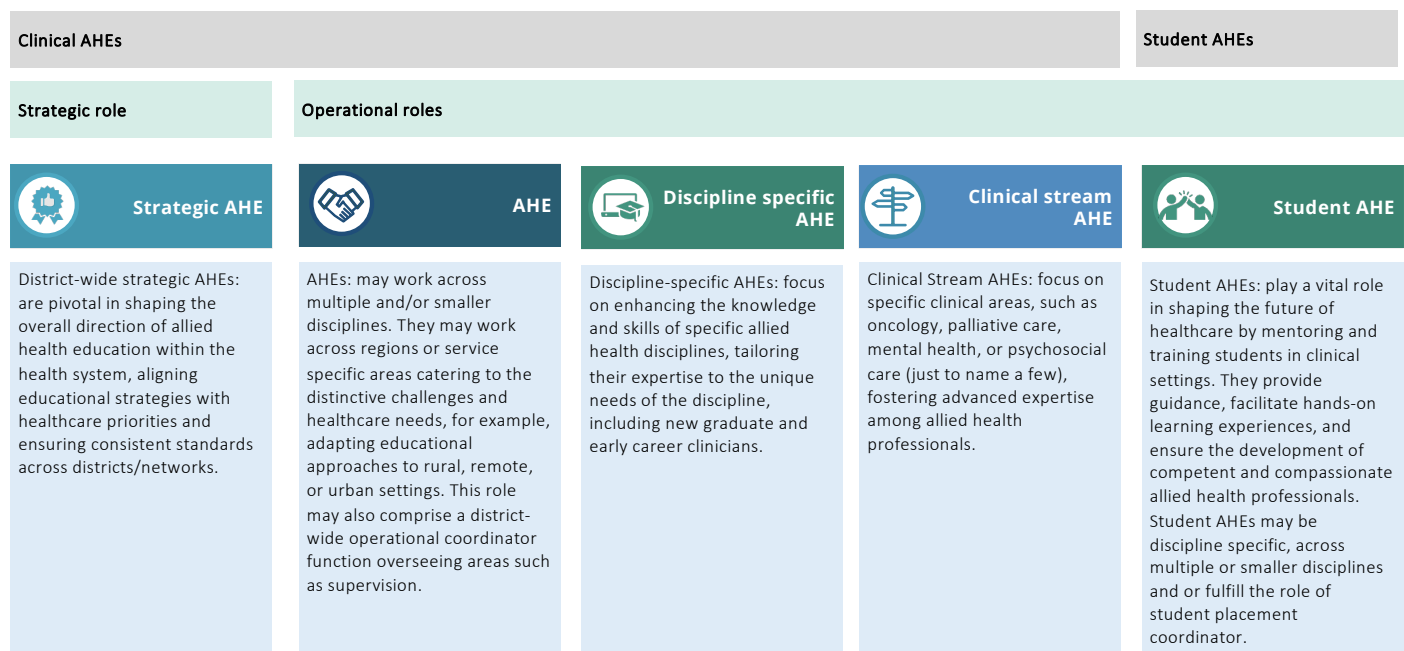 Clinical AHEs
Student AHEs
Strategic role
Operational roles
Strategic AHE
District-wide strategic AHEs:
are pivotal in shaping the
overall direction of allied
health education within the
health system, aligning
educational strategies with
healthcare priorities and
ensuring consistent standards
across districts/networks.
AHE
AHEs: may work across
multiple and/or smaller
disciplines. They may work
across regions or service
specific areas catering to the
distinctive challenges and
healthcare needs, for example,
adapting educational
approaches to rural, remote,
or urban settings. This role
may also comprise a district-
wide operational coordinator
function overseeing areas such
as supervision.
Discipline specific
AHE
Discipline-specific AHEs: focus
on enhancing the knowledge
and skills of specific allied
health disciplines, tailoring
their expertise to the unique
needs of the discipline,
including new graduate and
early career clinicians.
Clinical stream
AHE
Clinical Stream AHEs: focus on
specific clinical areas, such as
oncology, palliative care,
mental health, or psychosocial
care (just to name a few),
fostering advanced expertise
among allied health
professionals.
Student AHE
Student AHEs: play a vital role
in shaping the future of
healthcare by mentoring and
training students in clinical
settings. They provide
guidance, facilitate hands-on
learning experiences, and
ensure the development of
competent and compassionate
allied health professionals.
Student AHEs may be
discipline specific, across
multiple or smaller disciplines
and or fulfill the role of
student placement
coordinator.